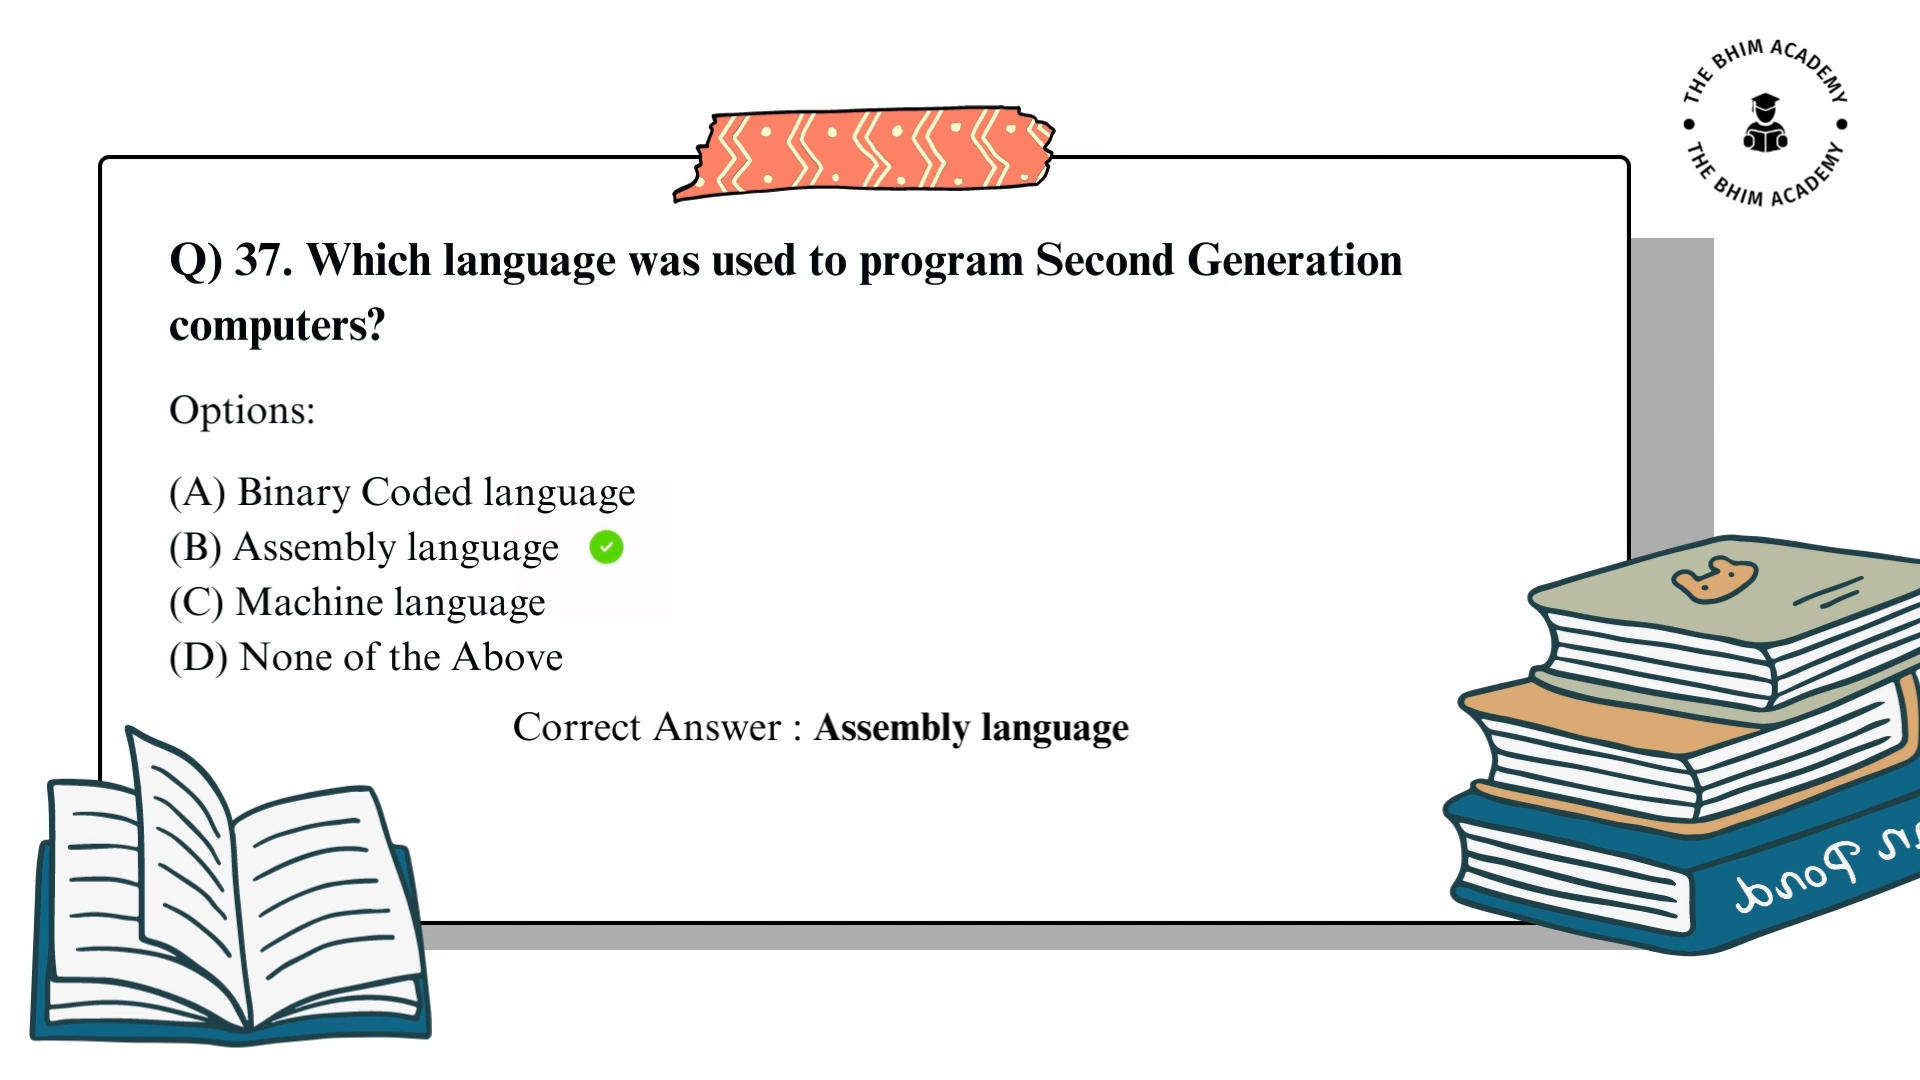 THE BHIM ACADEMY
THE BHIM ACADEMY
Q) 37. Which language was used to program Second Generation
computers?
Options:
(A) Binary Coded language
(B) Assembly language
(C) Machine language
(D) None of the Above
Correct Answer : Assembly language
Pond